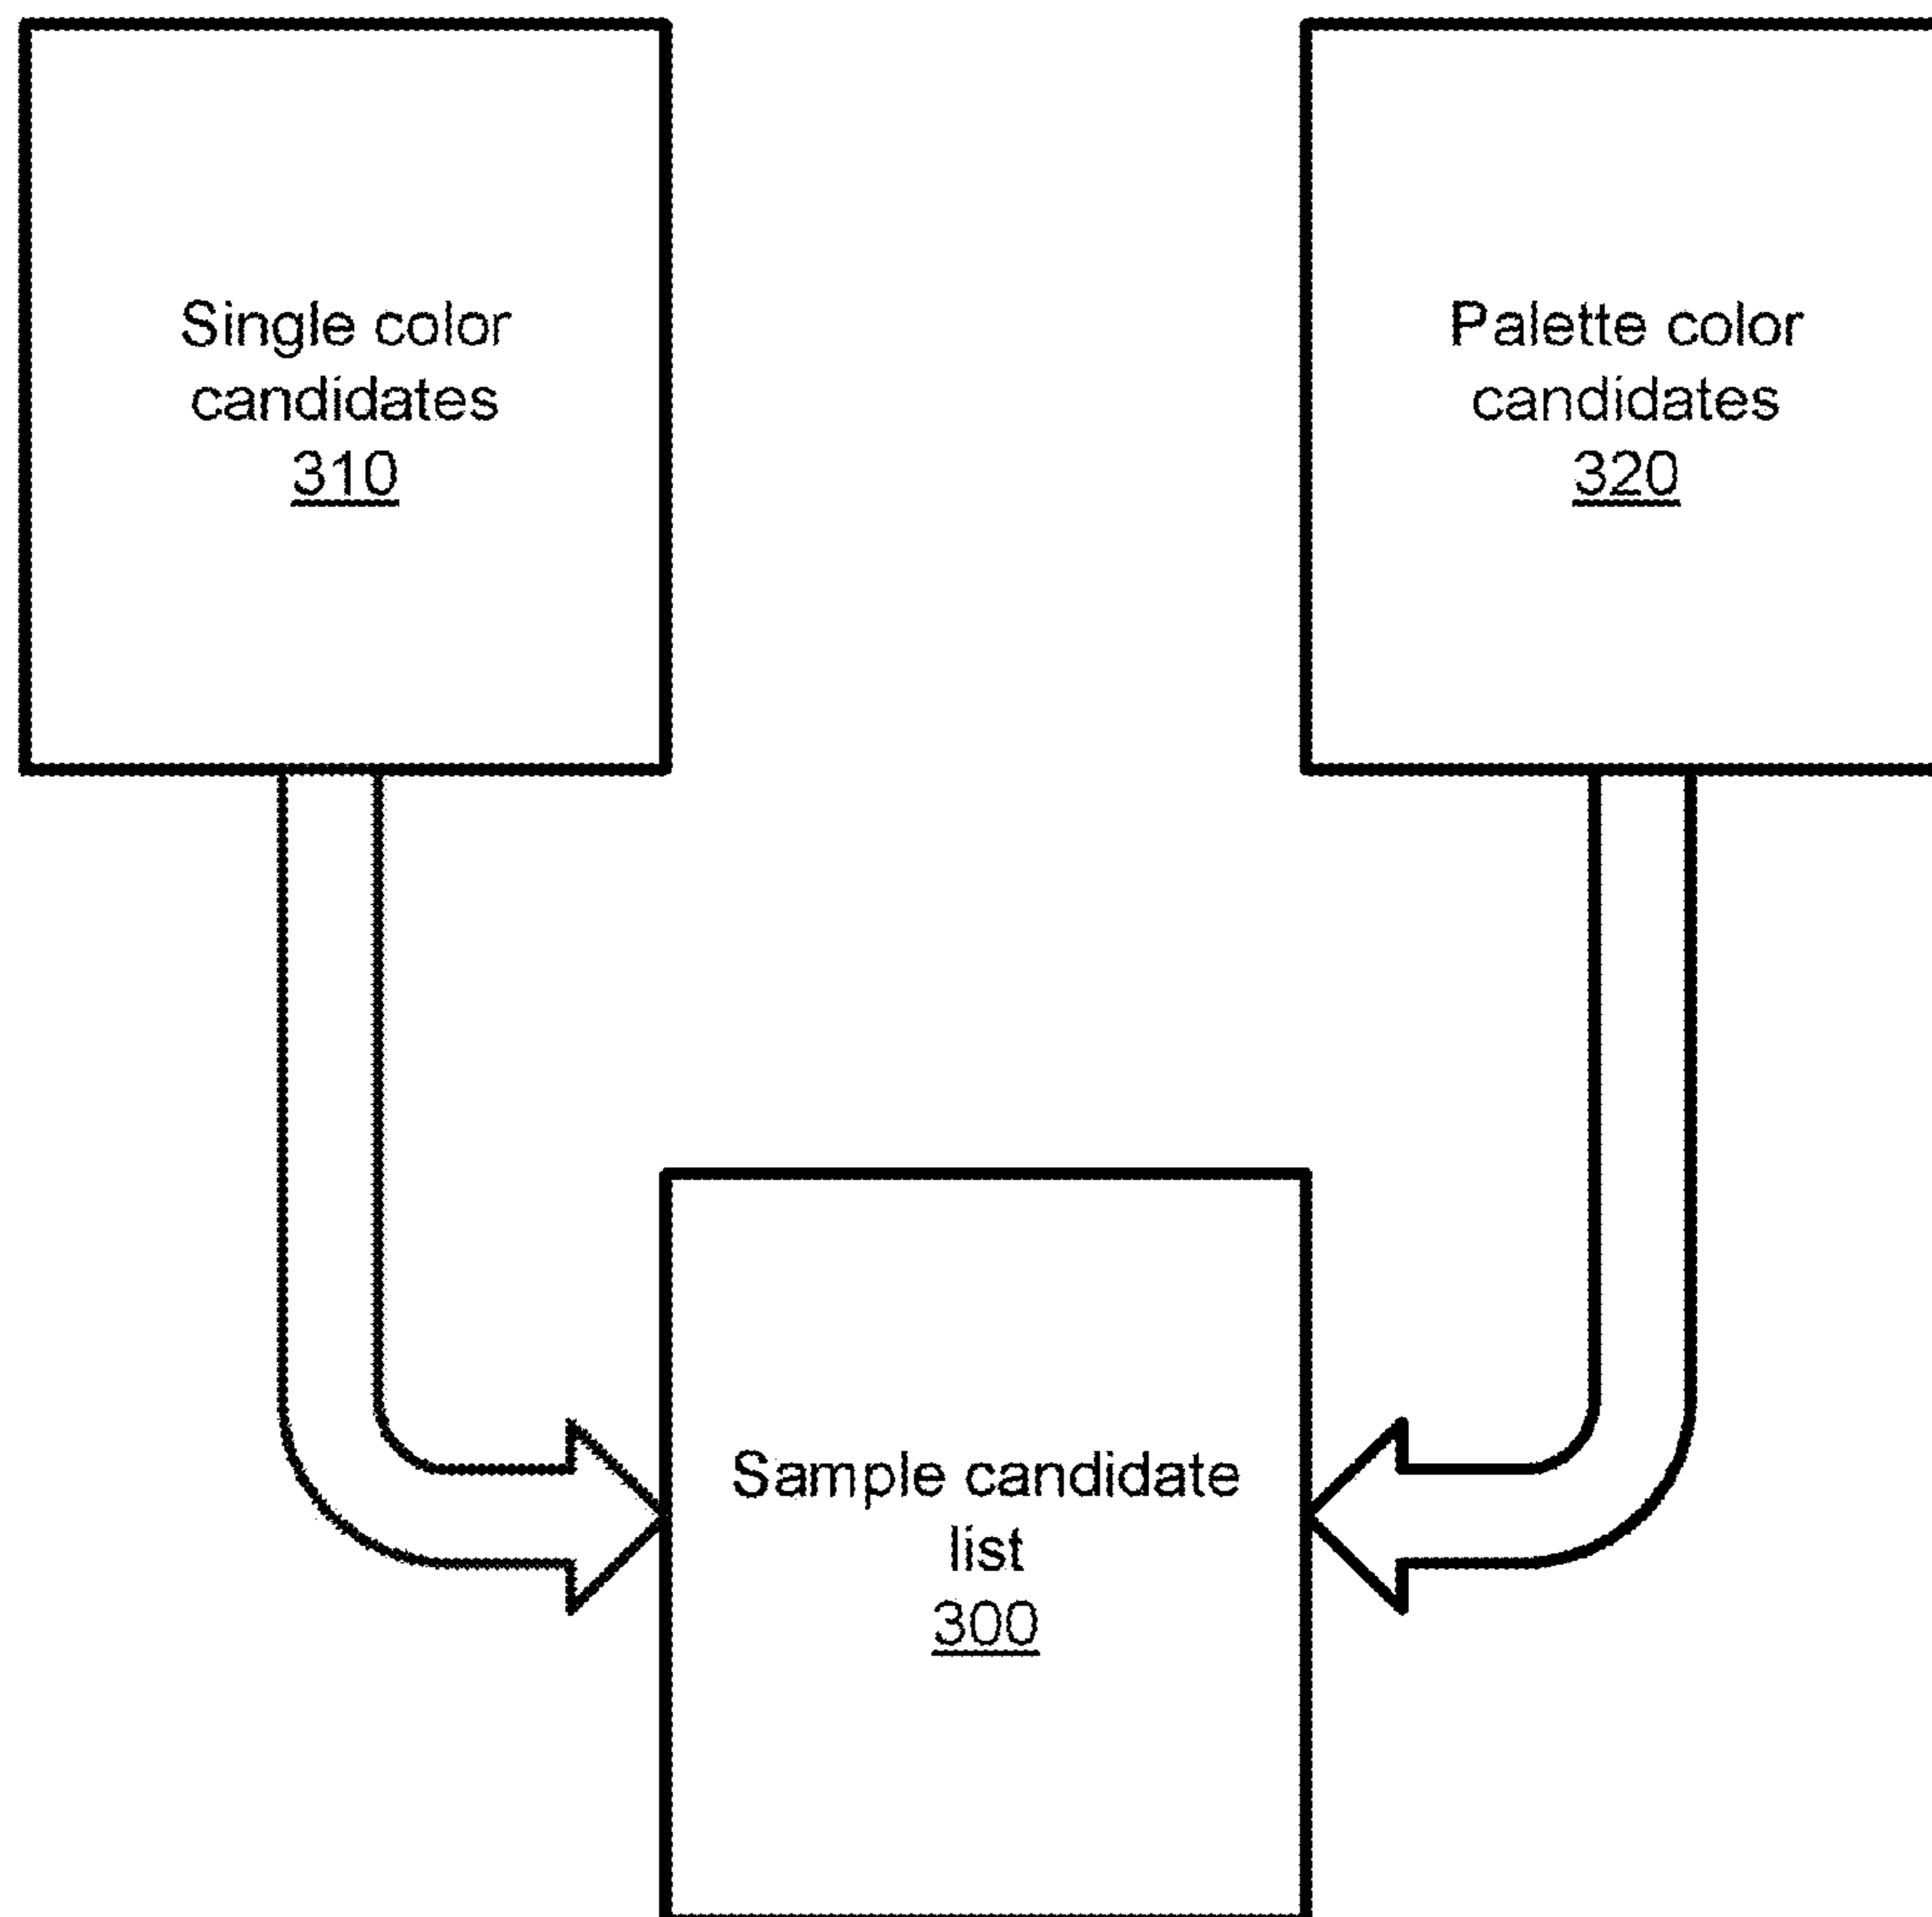 Single color
candidates
310
Palette color
candidates
320
Sample candidate
list
300